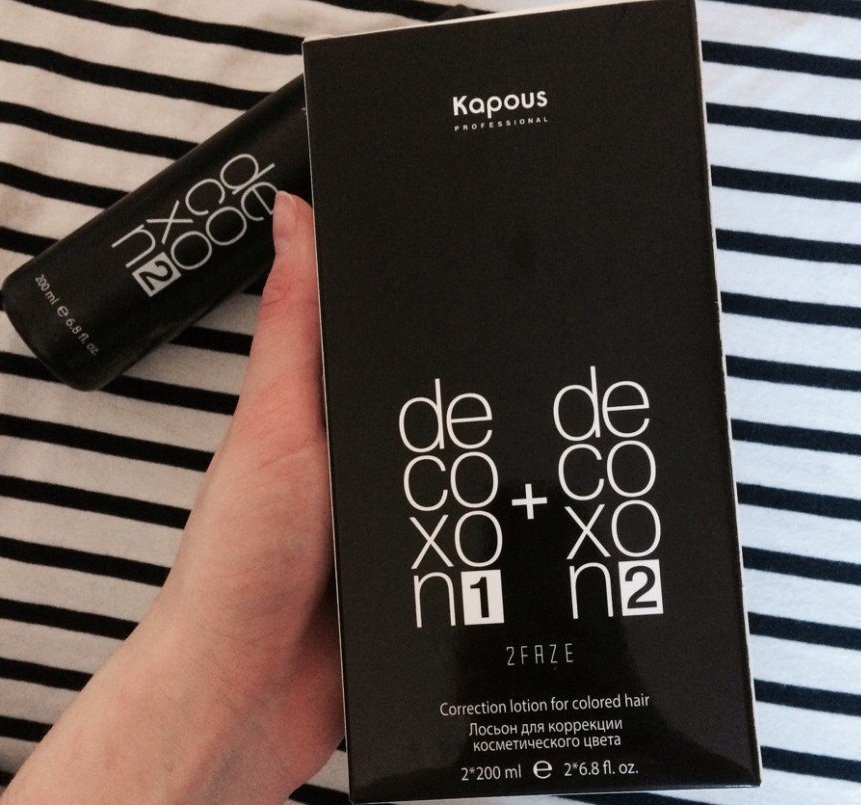 de
co
xo
n2
200 ml e 6.8 fl. oz.
Kapous
PROFESSIONAL
de
co
xo
n1
+
de
co
xo
n2
2FAZE
Correction lotion for colored hair
Лосьон для коррекции
косметического цвета
2*200 ml e 2*6.8 fl. oz.